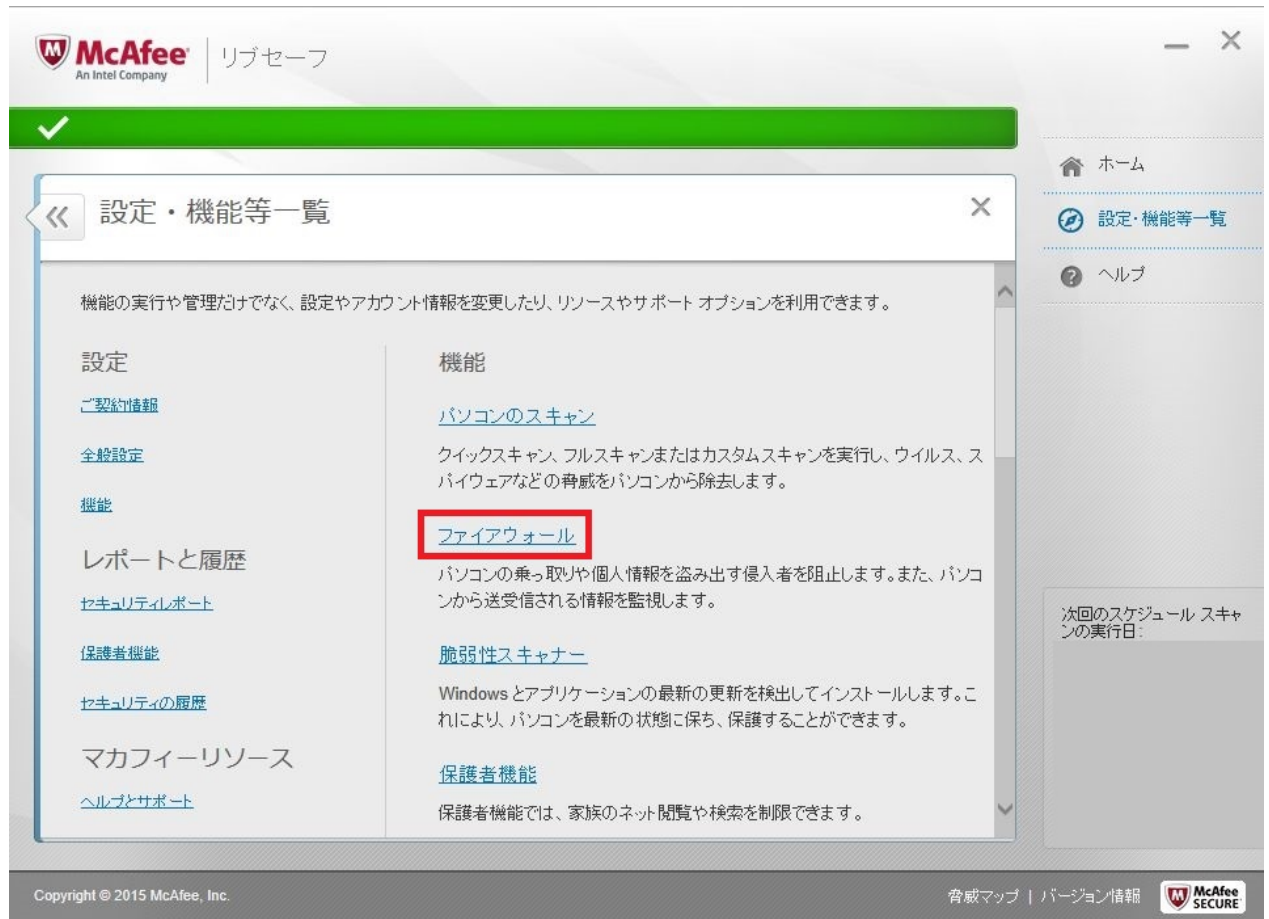 McAfee
An Intel Company
リブセーフ
ホーム
設定・機能等一覧
ヘルプ
設定・機能等一覧
機能の実行や管理だけでなく、設定やアカウント情報を変更したり、リソースやサポート オプションを利用できます。
設定
ご契約情報
全般設定
機能
レポートと履歴
セキュリティレポート
保護者機能
セキュリティの履歴
マカフィーリソース
ヘルプとサポート
機能
パソコンのスキャン
クイックスキャン、フルスキャンまたはカスタムスキャンを実行し、ウイルス、ス
パイウェアなどの脅威をパソコンから除去します。
ファイアウォール
パソコンの乗っ取りや個人情報を盗み出す侵入者を阻止します。また、パソコ
ンから送受信される情報を監視します。
脆弱性スキャナー
Windows とアプリケーションの最新の更新を検出してインストールします。こ
れにより、パソコンを最新の状態に保ち、保護することができます。
保護者機能
保護者機能では、家族のネット閲覧や検索を制限できます。
次回のスケジュール スキャ
ンの実行日:
Copyright © 2015 McAfee, Inc.
脅威マップ | バージョン情報
McAfee
SECURE